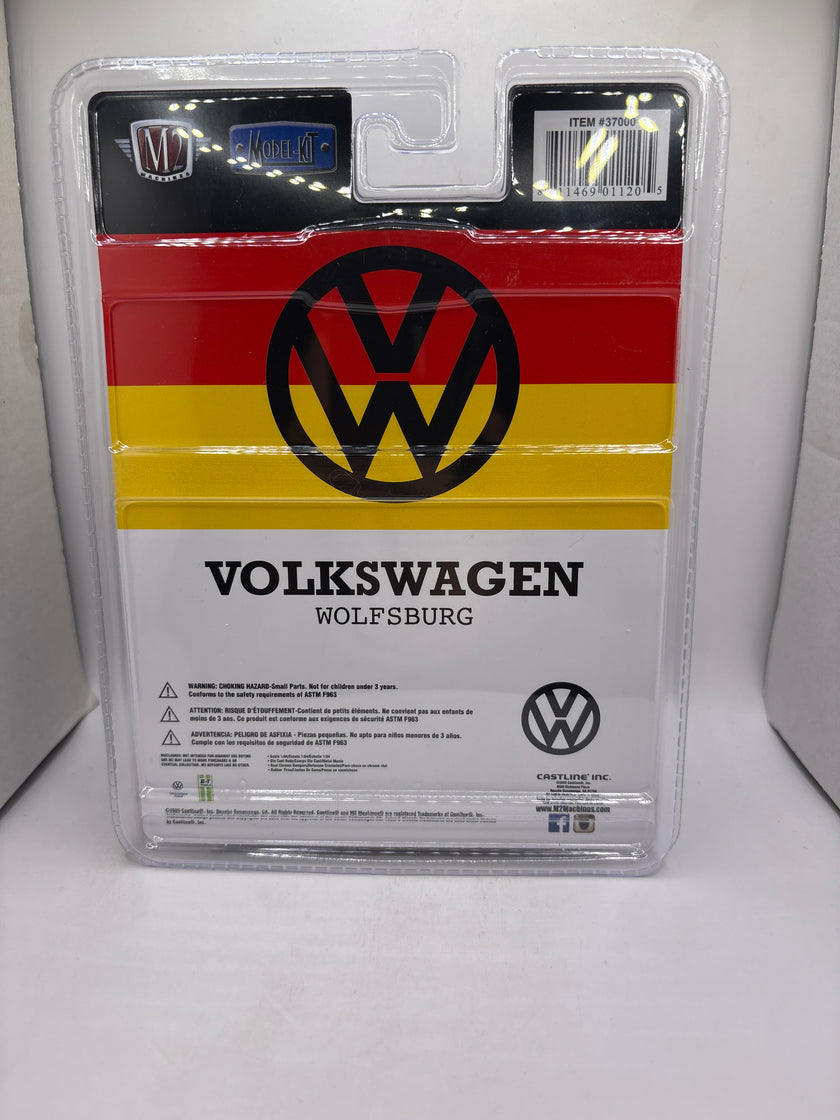 M2
MACHINES
MODEL-KIT
ITEM #37000
11469 01120 5
VOLKSWAGEN
WOLFSBURG
WARNING: CHOKING HAZARD-Small Parts. Not for children under 3 years.
Conforms to the safety requirements of ASTM F963
ATTENTION: RISQUE D'ÉTOUFFEMENT-Contient de petits éléments. Ne convient pas aux enfants de
moins de 3 ans. Ce produit est conforme aux exigences de sécurité ASTM F963
ADVERTENCIA: PELIGRO DE ASFIXIA - Piezas pequeñas. No apto para niños menores de 3 años.
Cumple con los requisitos de seguridad de ASTM F963
CASTLINE® INC.
www.M2Machines.com